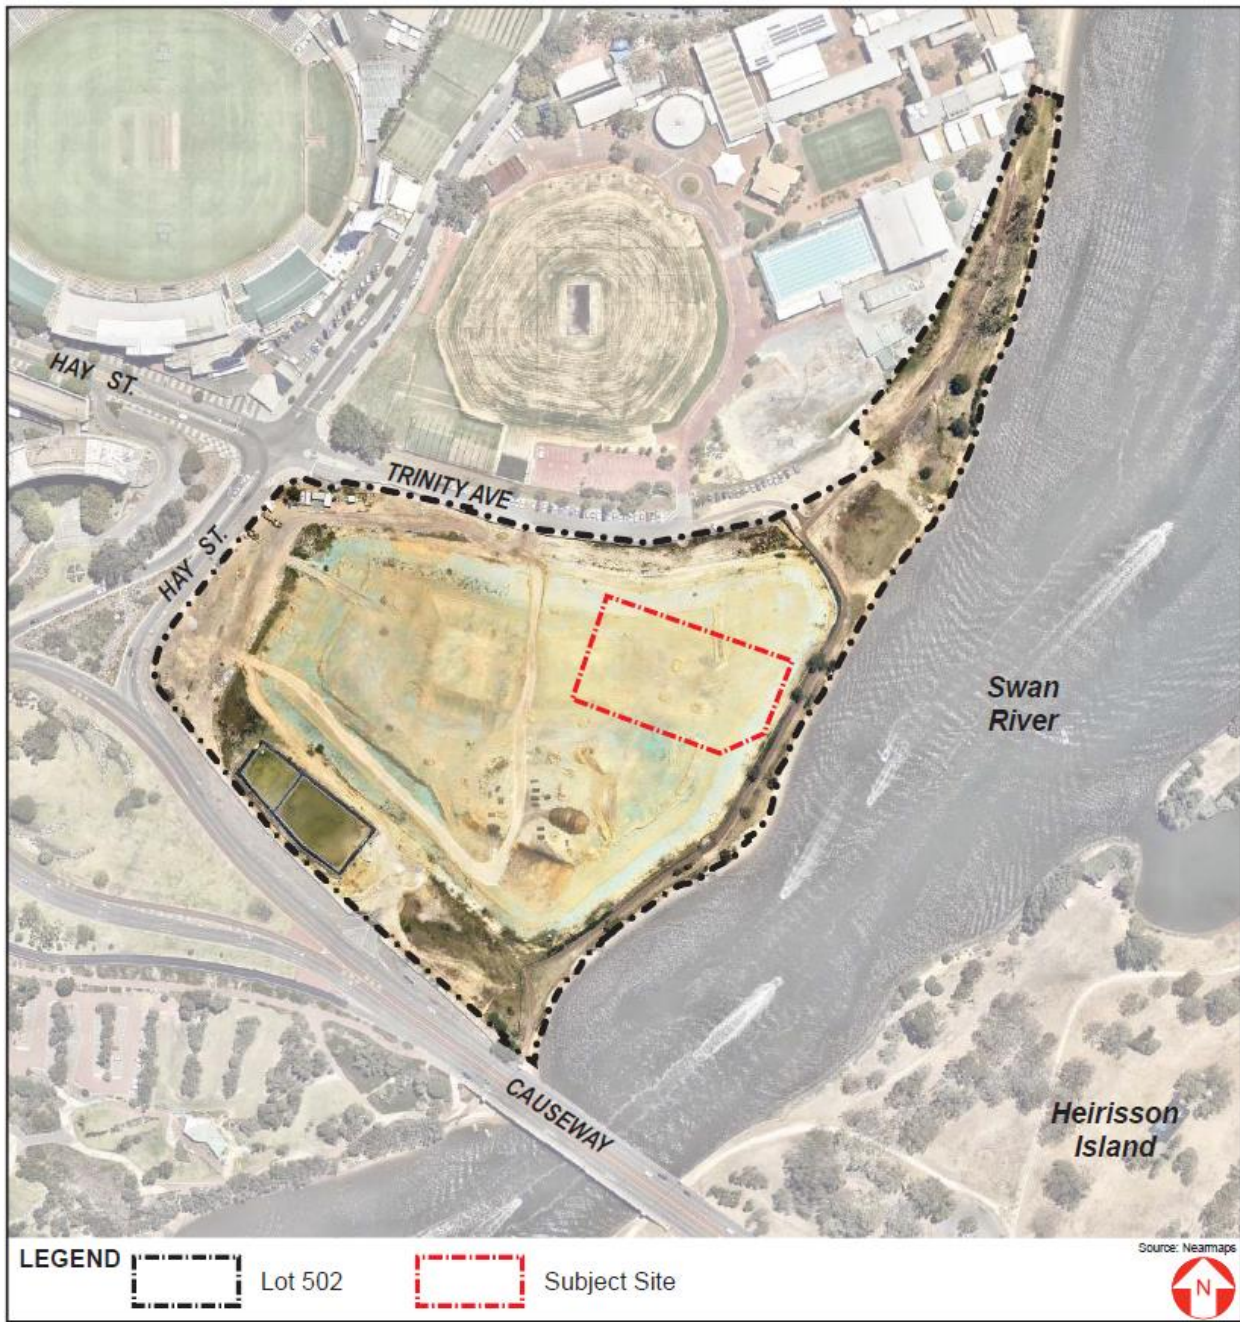 HAY ST.
TRINITY AVE
HAY ST.
Swan
River
CAUSEWAY
Heirisson
Island
LEGEND
Lot 502
Subject Site
Source: Nearmaps
N